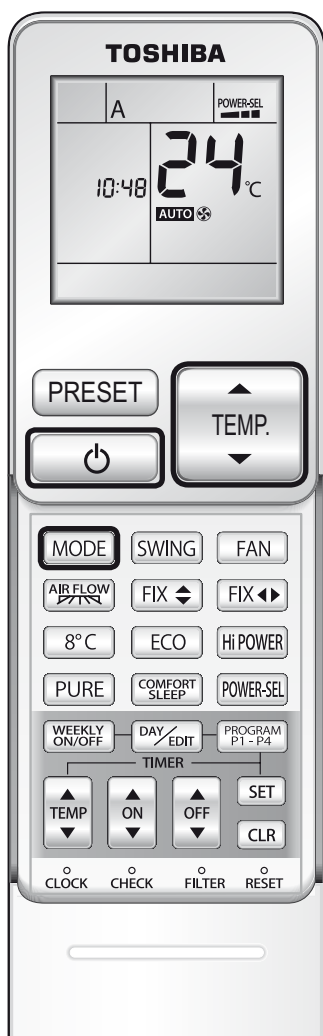 TOSHIBA
A POWER-SEL
10:48 24 °C
AUTO
PRESET
TEMP.
MODE SWING FAN
AIR FLOW FIX FIX
8°C ECO Hi POWER
PURE COMFORT SLEEP POWER-SEL
WEEKLY ON/OFF DAY/EDIT PROGRAM P1 - P4
TIMER
TEMP ON OFF SET
CLR
CLOCK CHECK FILTER RESET